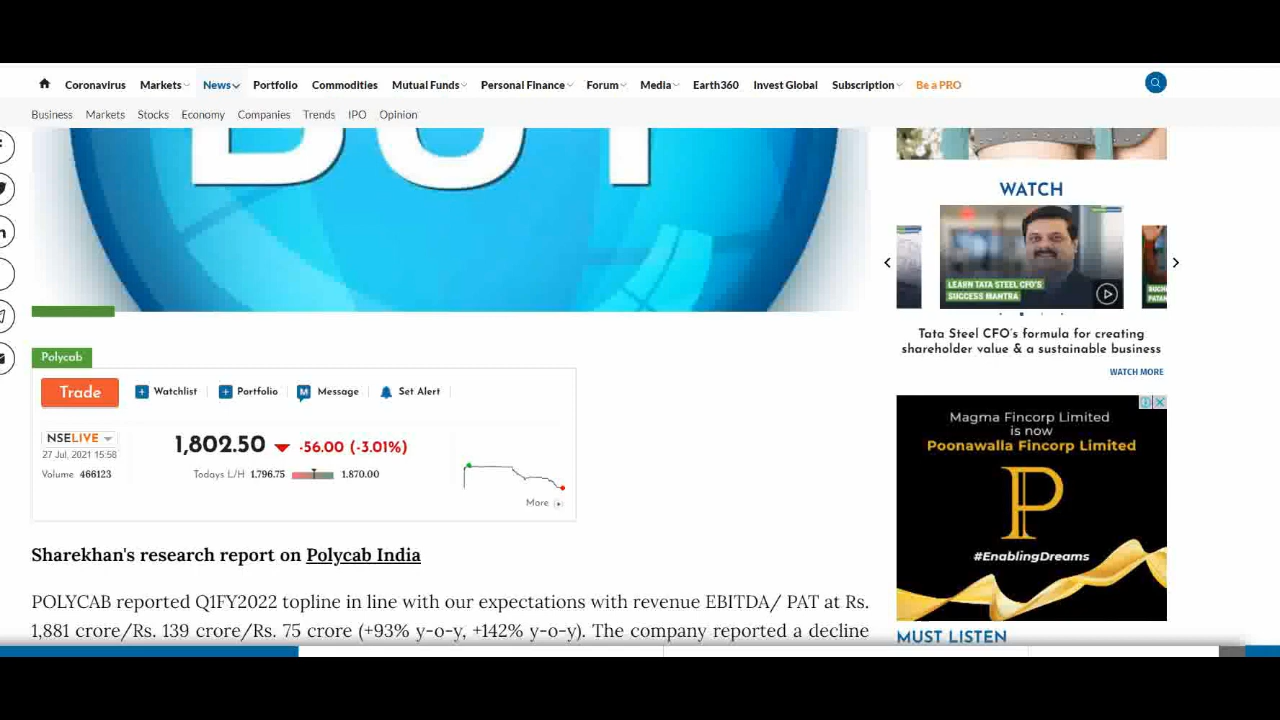 Coronavirus Markets News Portfolio Commodities Mutual Funds Personal Finance Forum Media Earth360 Invest Global Subscription Be a PRO
Business Markets Stocks Economy Companies Trends IPO Opinion
BUY
WATCH
LEARN TATA STEEL CFO'S
SUCCESS MANTRA
Tata Steel CFO's formula for creating
shareholder value & a sustainable business
WATCH MORE
Polycab
Trade Watchlist Portfolio M Message Set Alert
NSELIVE 1,802.50 -56.00 (-3.01%)
27 Jul, 2021 15:58
Volume 466123 Todays L/H 1,796.75 1,870.00
More
Magma Fincorp Limited
is now
Poonawalla Fincorp Limited
P
#EnablingDreams
Sharekhan's research report on Polycab India
POLYCAB reported Q1FY2022 topline in line with our expectations with revenue EBITDA/ PAT at Rs.
1,881 crore/Rs. 139 crore/Rs. 75 crore (+93% y-o-y, +142% y-o-y). The company reported a decline
MUST LISTEN